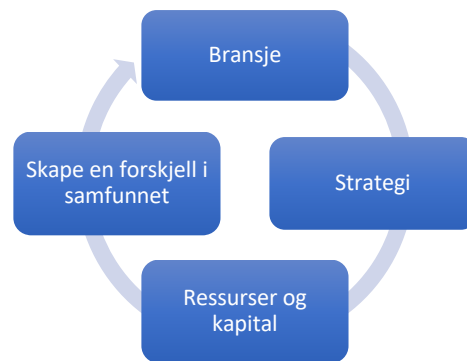 Bransje
Strategi
Ressurser og
kapital
Skape en forskjell i
samfunnet